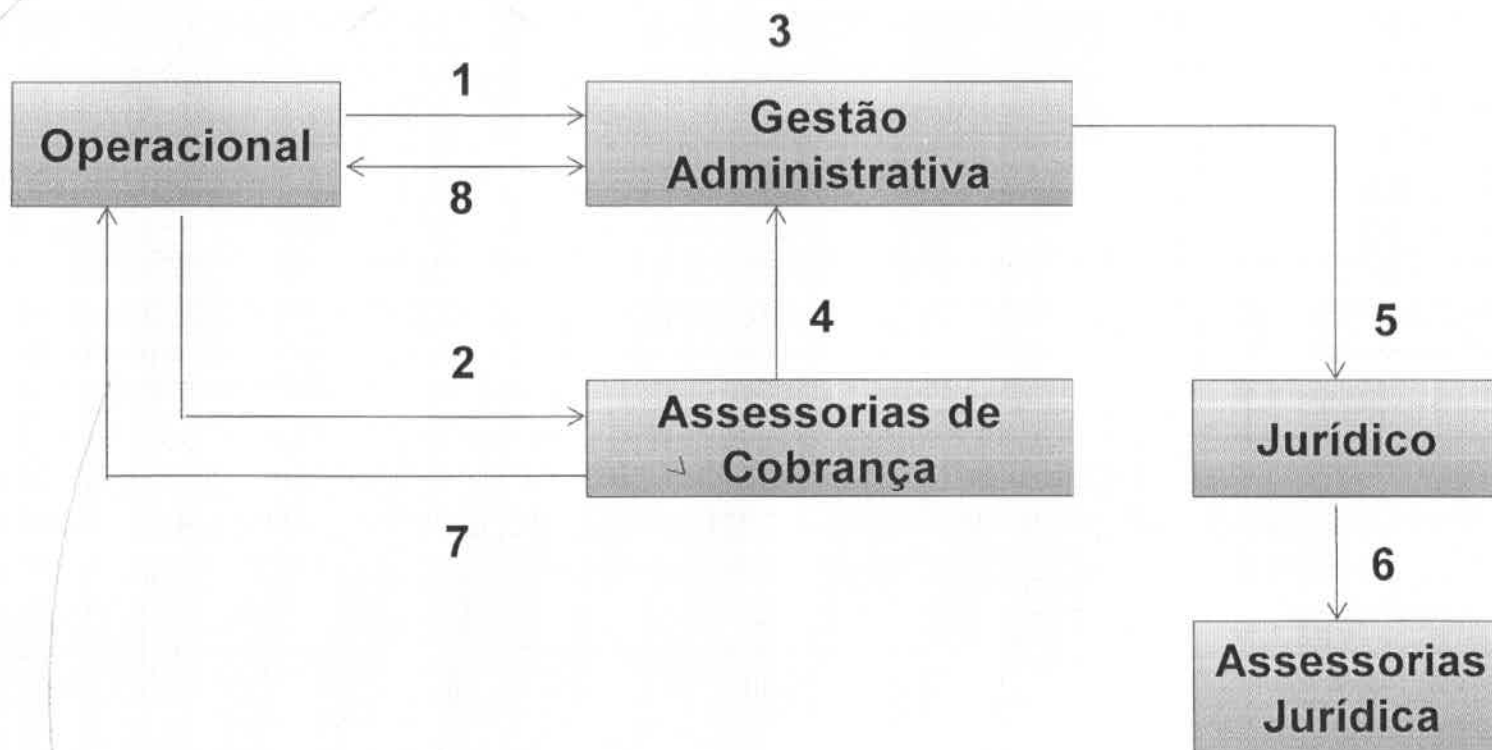 3
1
Operacional
Gestão
Administrativa
8
4
5
2
Assessorias de
Cobrança
Jurídico
7
6
Assessorias
Jurídica